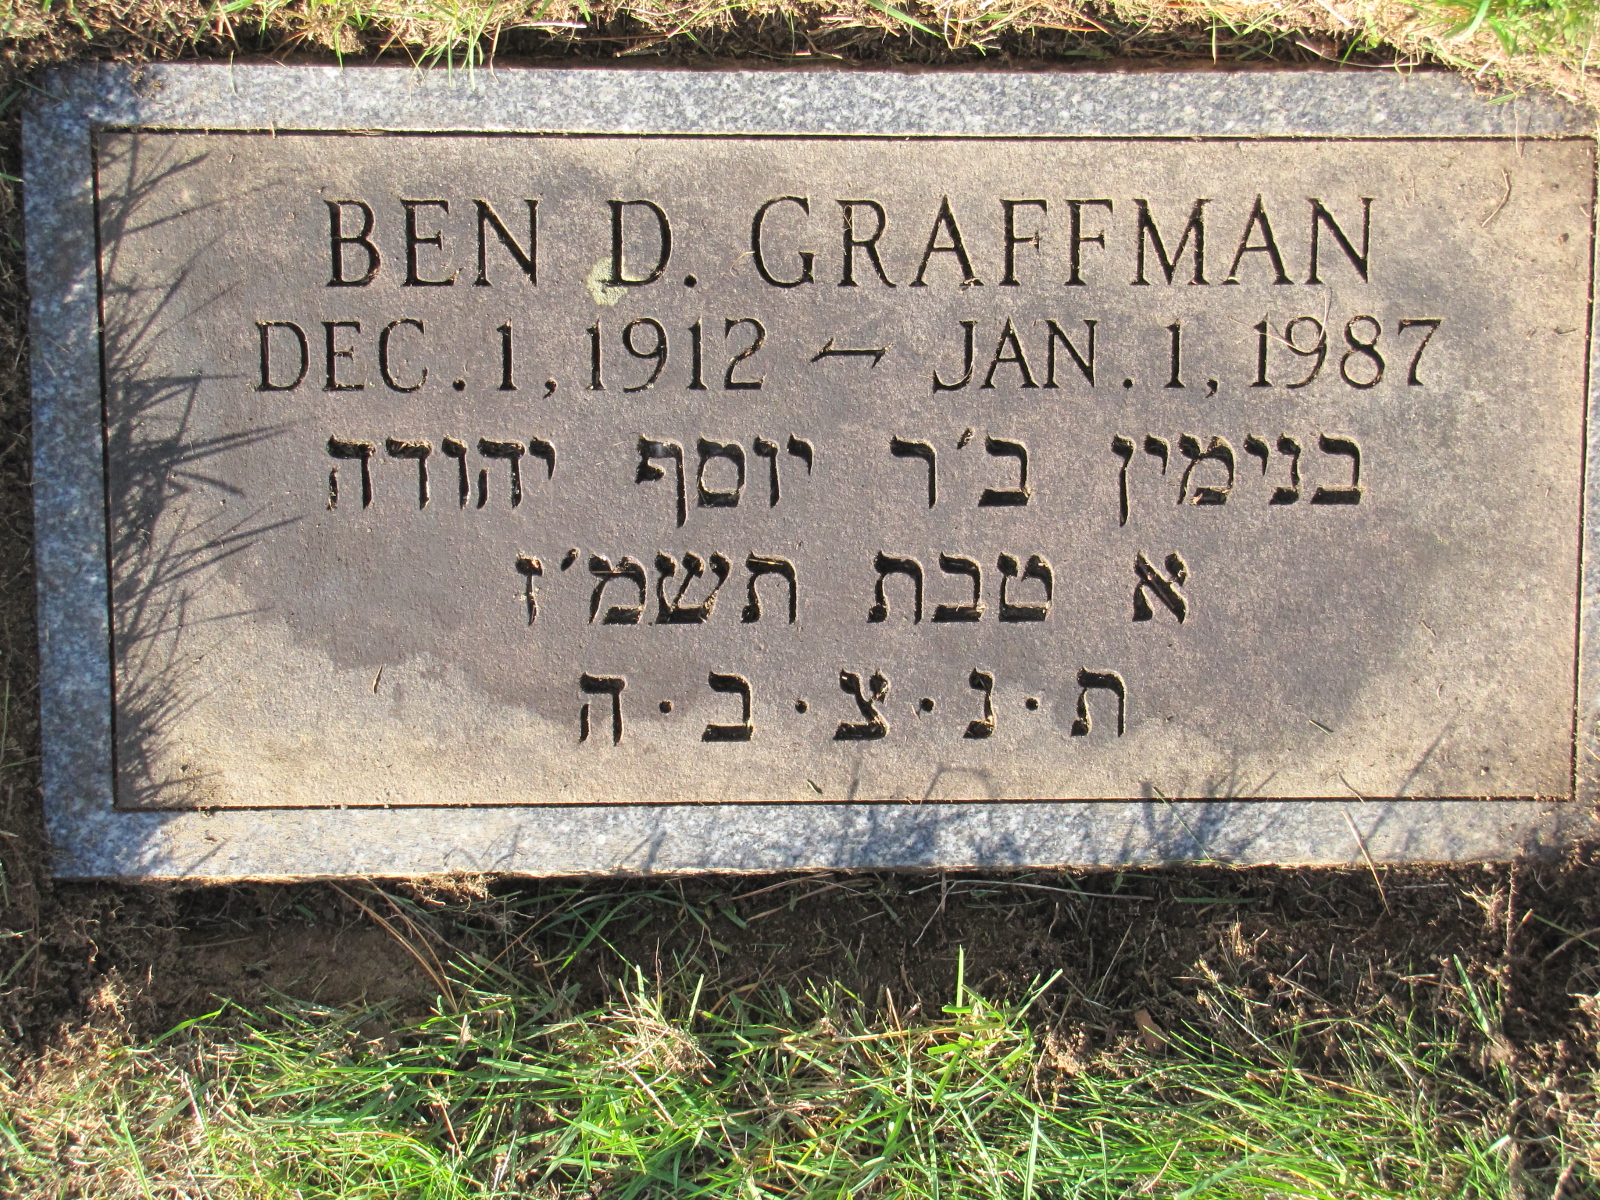 BEN D. GRAFFMAN
DEC. 1, 1912 – JAN. 1, 1987
בנימין ב'ר יוסף יהודה
א טבת תשמ'ז
ת·נ·צ·ב·ה